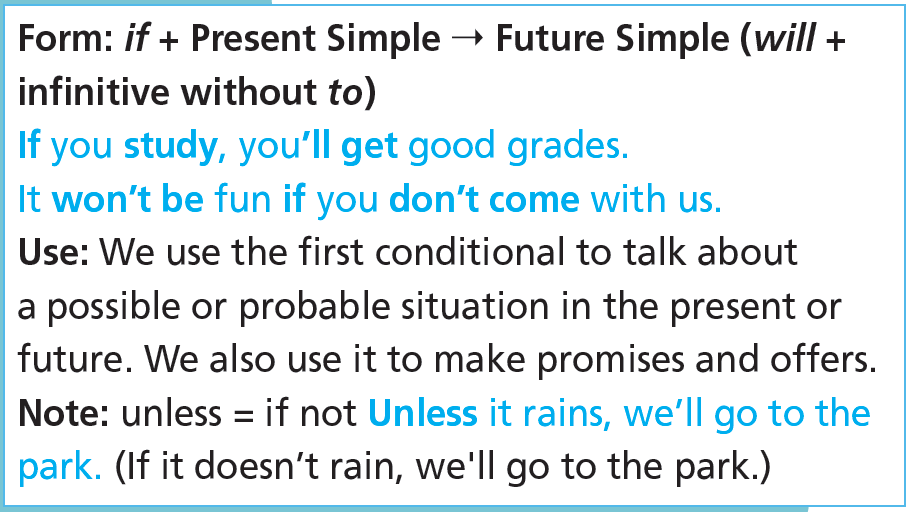 Form: if + Present Simple → Future Simple (will +
infinitive without to)
If you study, you’ll get good grades.
It won’t be fun if you don’t come with us.
Use: We use the first conditional to talk about
a possible or probable situation in the present or
future. We also use it to make promises and offers.
Note: unless = if not Unless it rains, we’ll go to the
park. (If it doesn’t rain, we'll go to the park.)